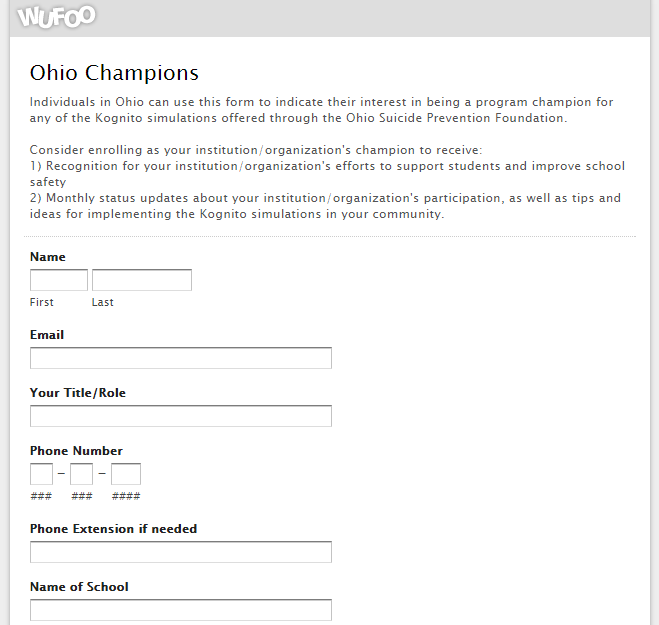 WUFOO
Ohio Champions
Individuals in Ohio can use this form to indicate their interest in being a program champion for
any of the Kognito simulations offered through the Ohio Suicide Prevention Foundation.
Consider enrolling as your institution/organization's champion to receive:
1) Recognition for your institution/organization's efforts to support students and improve school
safety
2) Monthly status updates about your institution/organization's participation, as well as tips and
ideas for implementing the Kognito simulations in your community.
Name
First Last
Email
Your Title/Role
Phone Number
– –
### ### ####
Phone Extension if needed
Name of School